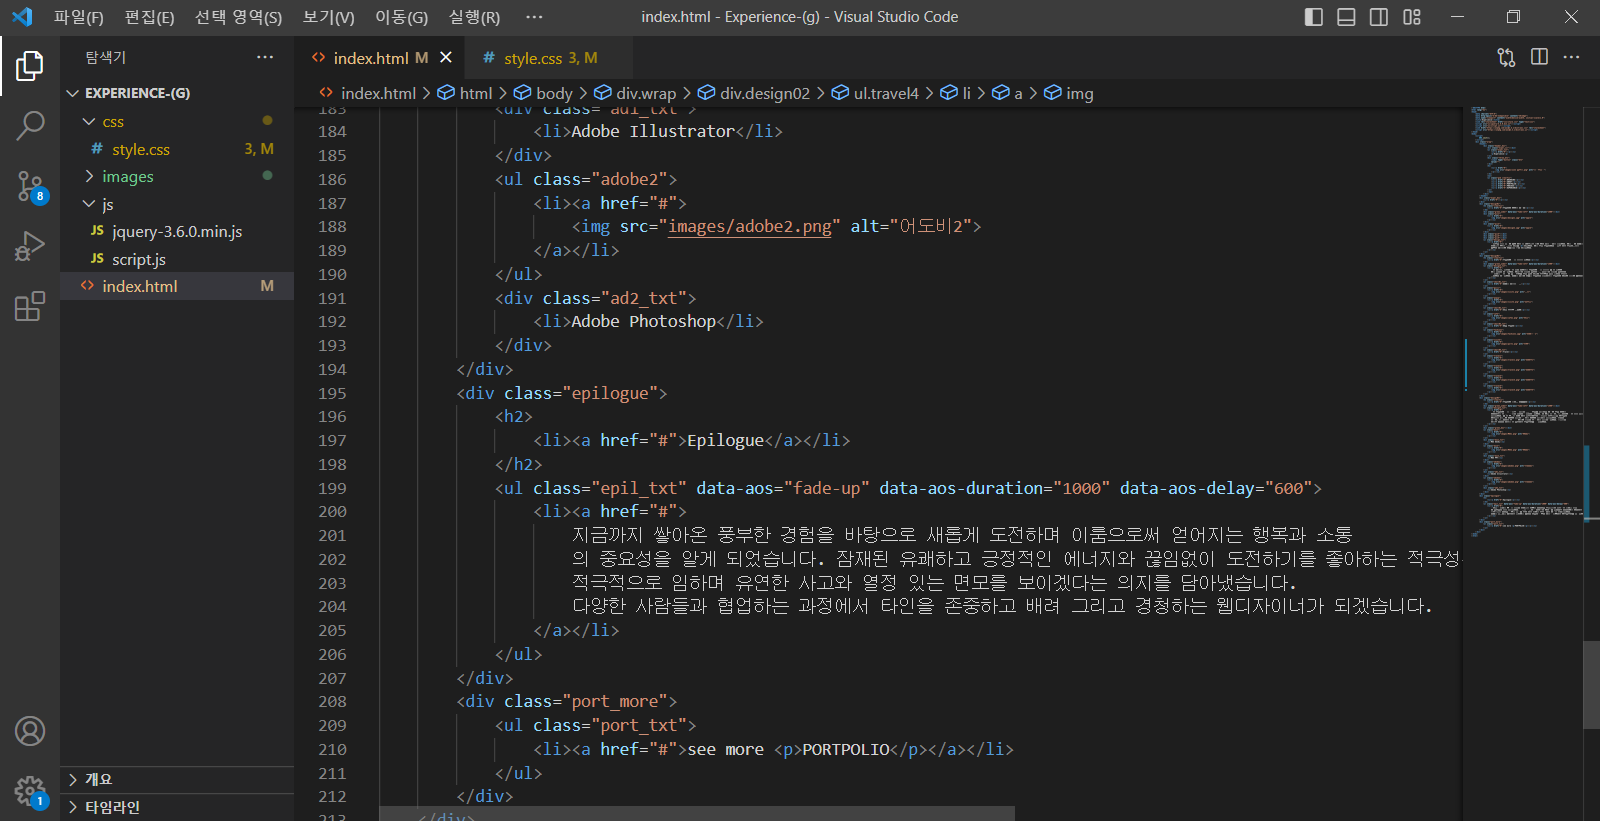 파일(F) 편집(E) 선택 영역(S) 보기(V) 이동(G) 실행(R) ··· index.html - Experience-(g) - Visual Studio Code
탐색기 ···
EXPERIENCE-(G)
css
# style.css 3, M
images
js
JS jquery-3.6.0.min.js
JS script.js
<> index.html M
8
1
개요
타임라인
<> index.html M
# style.css 3, M
<> index.html > html > body > div.wrap > div.design02 > ul.travel4 > li > a > img
183 <div class="ad1_txt">
184 <li>Adobe Illustrator</li>
185 </div>
186 <ul class="adobe2">
187 <li><a href="#">
188 <img src="images/adobe2.png" alt="어도비2">
189 </a></li>
190 </ul>
191 <div class="ad2_txt">
192 <li>Adobe Photoshop</li>
193 </div>
194 </div>
195 <div class="epilogue">
196 <h2>
197 <li><a href="#">Epilogue</a></li>
198 </h2>
199 <ul class="epil_txt" data-aos="fade-up" data-aos-duration="1000" data-aos-delay="600">
200 <li><a href="#">
201 지금까지 쌓아온 풍부한 경험을 바탕으로 새롭게 도전하며 이룸으로써 얻어지는 행복과 소통
202 의 중요성을 알게 되었습니다. 잠재된 유쾌하고 긍정적인 에너지와 끊임없이 도전하기를 좋아하는 적극성
203 적극적으로 임하며 유연한 사고와 열정 있는 면모를 보이겠다는 의지를 담아냈습니다.
204 다양한 사람들과 협업하는 과정에서 타인을 존중하고 배려 그리고 경청하는 웹디자이너가 되겠습니다.
205 </a></li>
206 </ul>
207 </div>
208 <div class="port_more">
209 <ul class="port_txt">
210 <li><a href="#">see more <p>PORTPOLIO</p></a></li>
211 </ul>
212 </div>
213 </div>